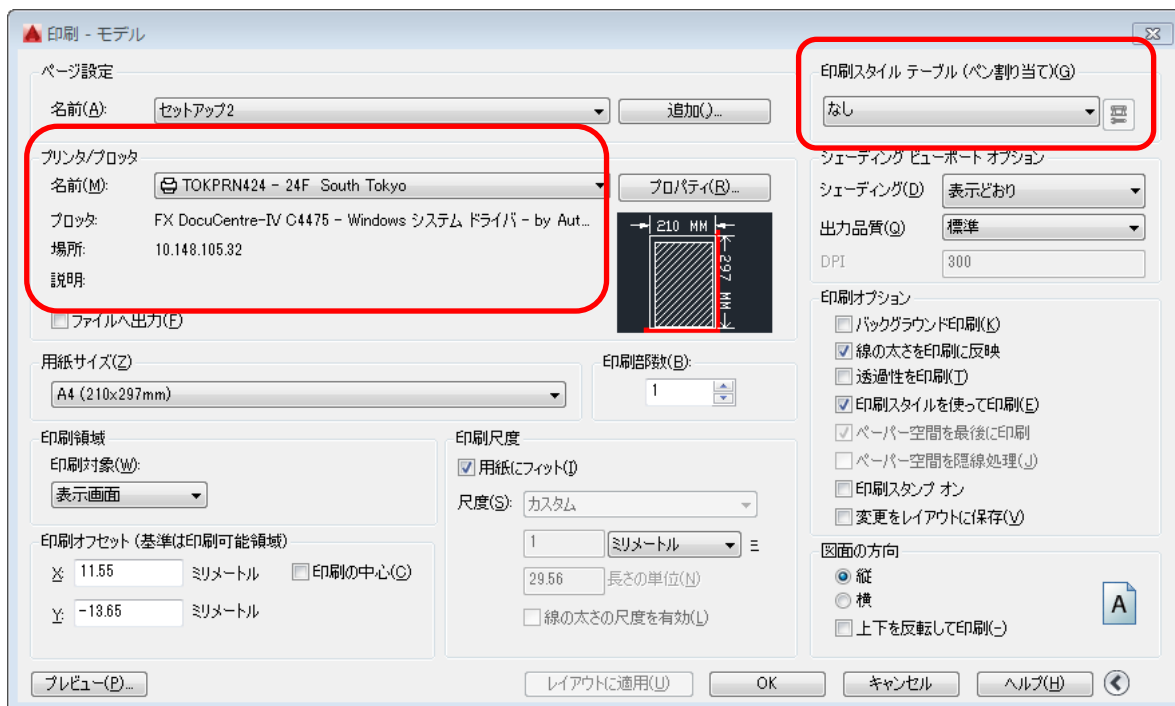 印刷 - モデル
ページ設定
名前(A):
セットアップ2
追加()...
プリンタ/プロッタ
名前(M):
TOKPRN424 - 24F South Tokyo
プロパティ(R)...
プロッタ:
FX DocuCentre-IV C4475 - Windows システム ドライバ - by Aut...
場所:
10.148.105.32
説明:
ファイルへ出力(F)
210 MM
297 MM
用紙サイズ(Z)
A4 (210x297mm)
印刷部数(B):
1
印刷領域
印刷対象(W):
表示画面
印刷尺度
用紙にフィット(I)
尺度(S):
カスタム
1
ミリメートル
=
29.56
長さの単位(N)
線の太さの尺度を有効(L)
印刷オフセット (基準は印刷可能領域)
X:
11.55
ミリメートル
印刷の中心(C)
Y:
-13.65
ミリメートル
印刷スタイル テーブル (ペン割り当て)(G)
なし
シェーディング ビューポート オプション
シェーディング(D)
表示どおり
出力品質(Q)
標準
DPI
300
印刷オプション
バックグラウンド印刷(K)
線の太さを印刷に反映
透過性を印刷(T)
印刷スタイルを使って印刷(E)
ペーパー空間を最後に印刷
ペーパー空間を隠線処理(J)
印刷スタンプ オン
変更をレイアウトに保存(V)
図面の方向
縦
横
上下を反転して印刷(-)
A
プレビュー(P)...
レイアウトに適用(U)
OK
キャンセル
ヘルプ(H)